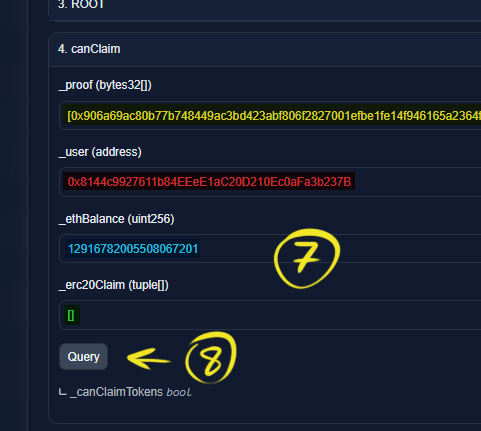 3. ROOT
4. canClaim
_proof (bytes32[])
[0x906a69ac80b77b748449ac3bd423abf806f2827001efbe1fe14f946165a2364f
_user (address)
0x8144c9927611b84EEeE1aC20D210Ec0aFa3b237B
_ethBalance (uint256)
12916782005508067201
7
_erc20Claim (tuple[])
[]
Query
8
_canClaimTokens bool